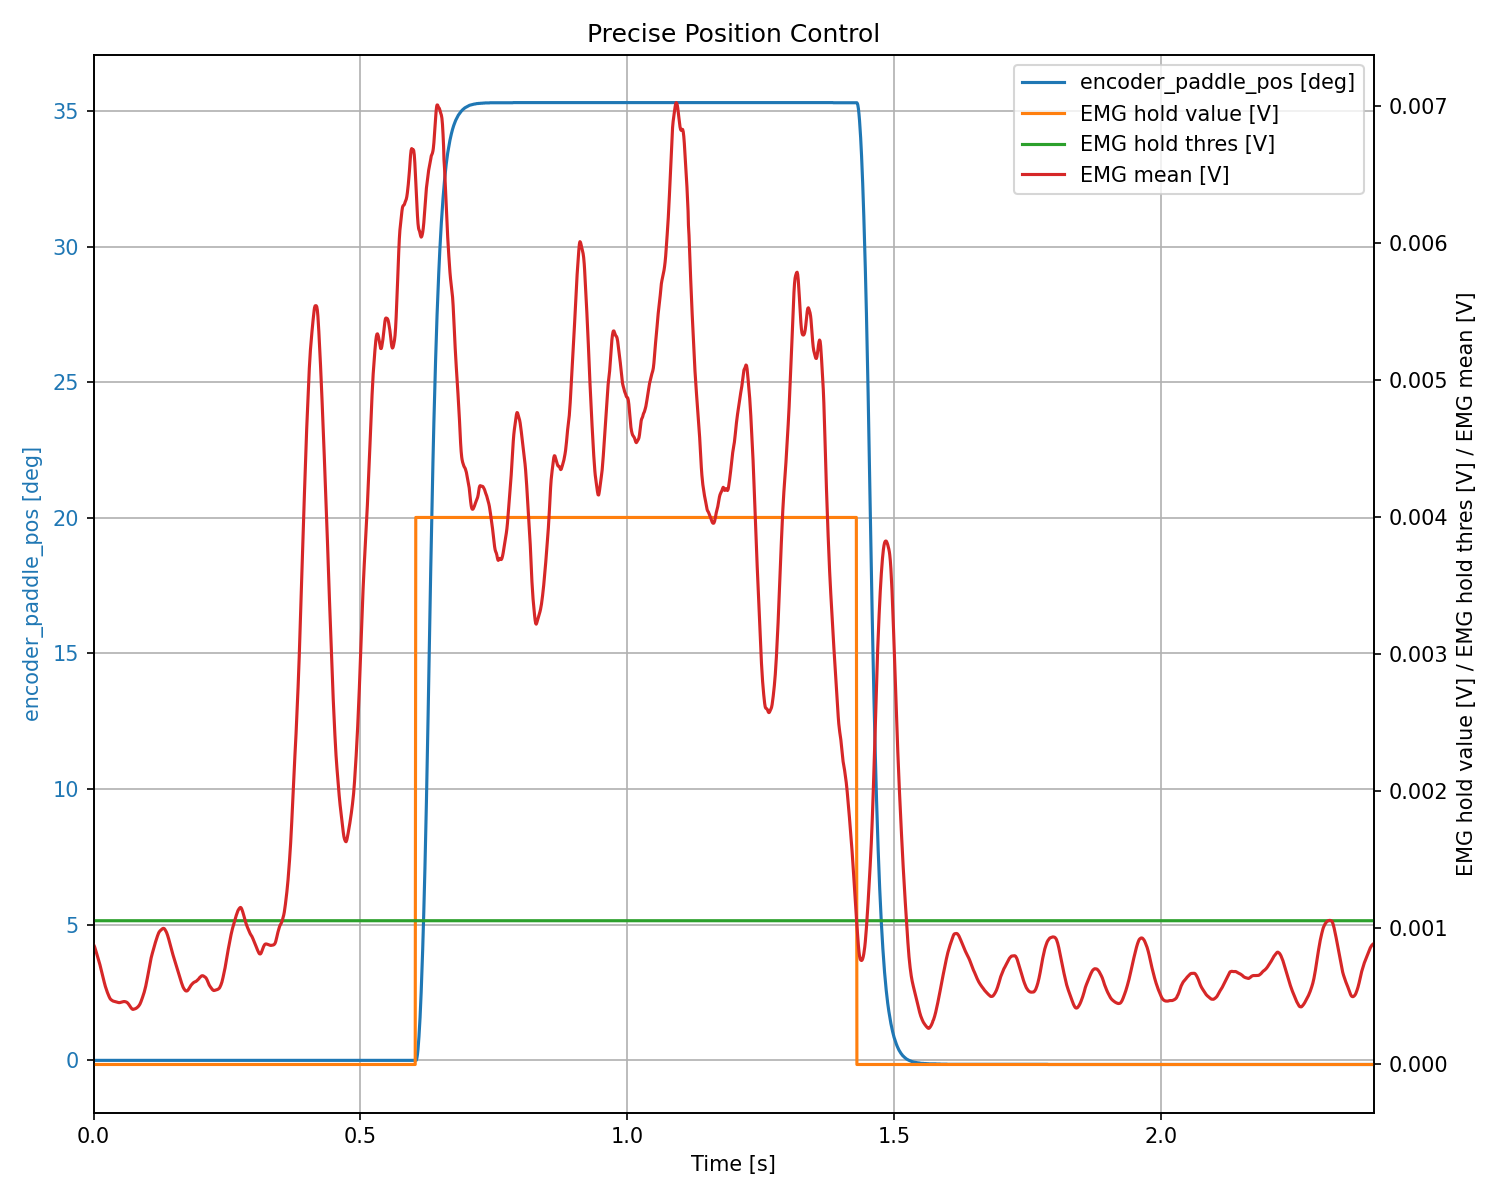 Precise Position Control
encoder_paddle_pos [deg]
EMG hold value [V]
EMG hold thres [V]
EMG mean [V]
35
30
25
20
15
10
5
0
encoder_paddle_pos [deg]
0.007
0.006
0.005
0.004
0.003
0.002
0.001
0.000
EMG hold value [V] / EMG hold thres [V] / EMG mean [V]
0.0 0.5 1.0 1.5 2.0
Time [s]